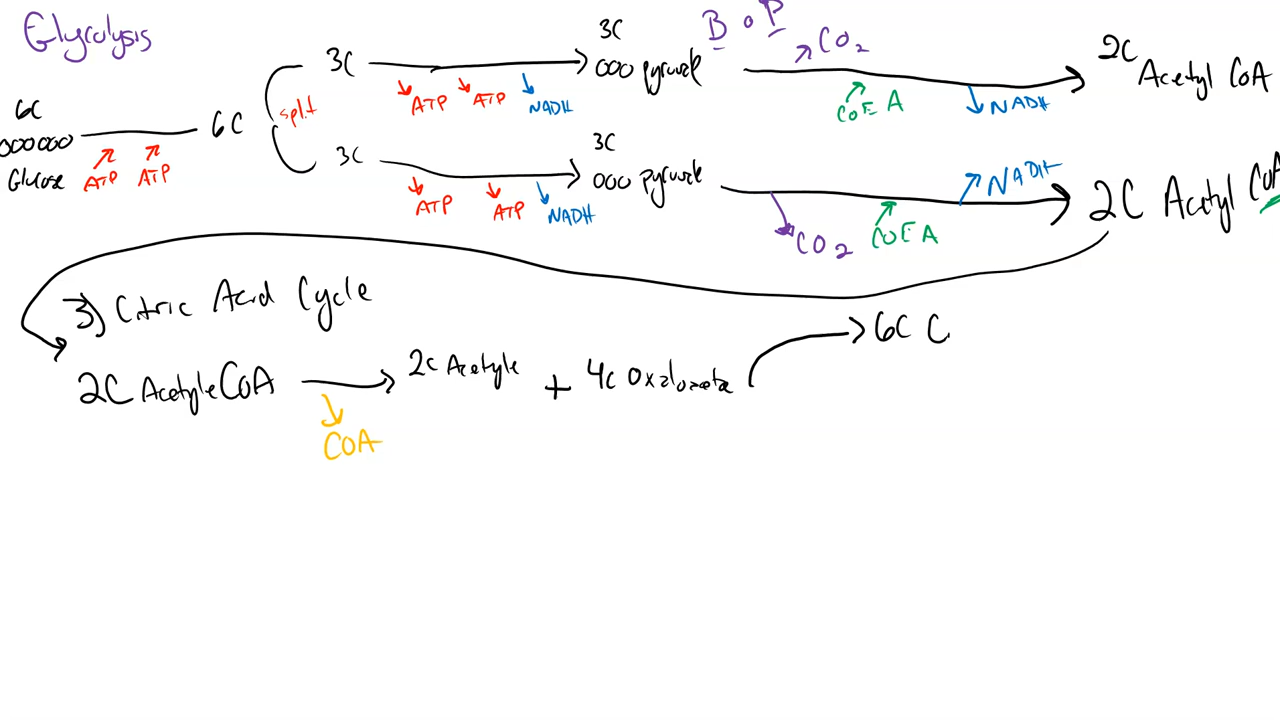 Glycolysis
B o P
6C
000000
Glucose
ATP ATP
6C
split
3C
ATP ATP NADH
3C
000 pyruvate
CO2
COE A
NADH
2C
Acetyl CoA
3C
ATP ATP NADH
3C
000 pyruvate
CO2
COE A
NADH
2C Acetyl CoA
3) Citric Acid Cycle
2C Acetyle CoA
COA
2C Acetyle + 4C
6C C